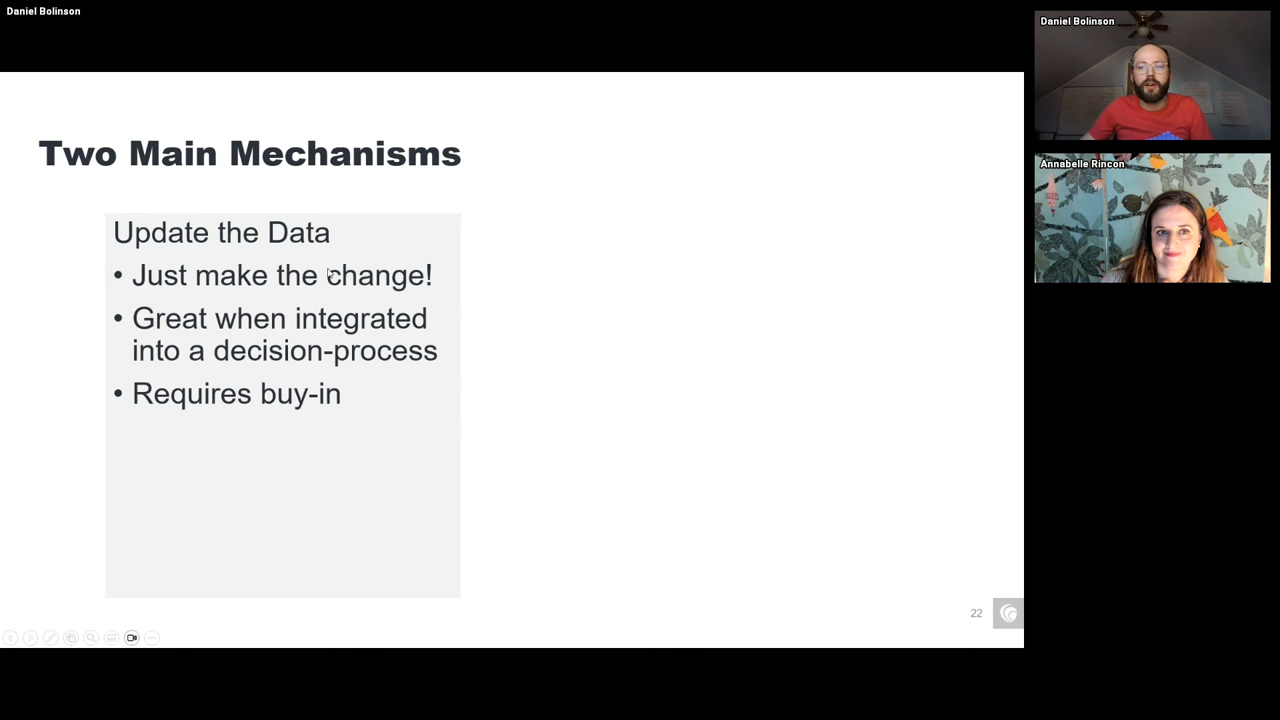 Daniel Bolinson
Daniel Bolinson
Annabelle Rincon
Two Main Mechanisms
Update the Data
• Just make the change!
• Great when integrated
into a decision-process
• Requires buy-in
22